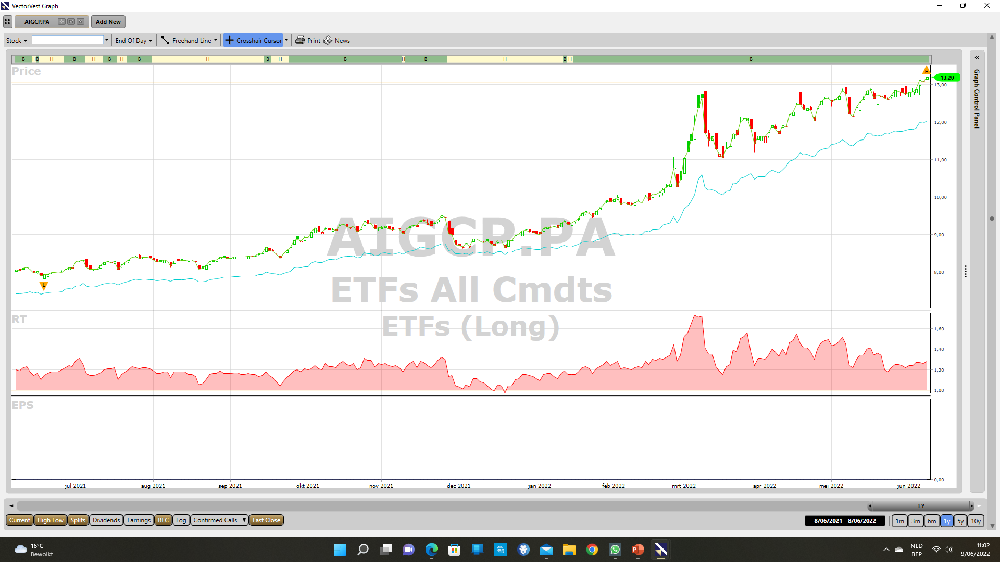 VectorVest Graph
AIGCP.PA
Add New
Stock
End Of Day
Freehand Line
Crosshair Cursor
Print
News
B H B H B H B H B H B H B H B H B H B
Price
H
13,20
13,00
12,00
11,00
10,00
9,00
8,00
L
AIGCP.PA
ETFs All Cmdts
ETFs (Long)
RT
1,60
1,40
1,20
1,00
EPS
0,00
jul 2021 aug 2021 sep 2021 okt 2021 nov 2021 dec 2021 jan 2022 feb 2022 mrt 2022 apr 2022 mei 2022 jun 2022
Graph Control Panel
1 Y
Current High Low Splits Dividends Earnings REC Log Confirmed Calls Last Close
8/06/2021 - 8/06/2022
1m 3m 6m 1y 5y 10y
16°C
Bewolkt
NLD
BEP
11:02
9/06/2022